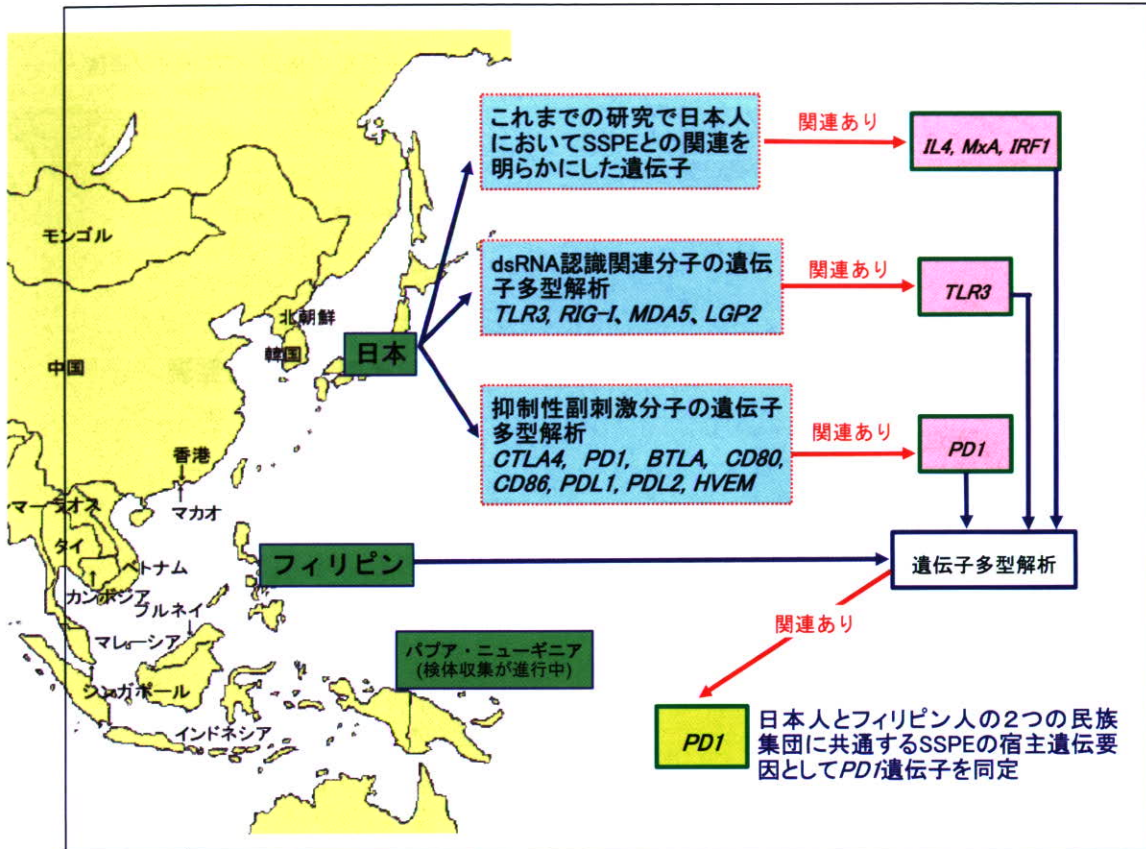 これまでの研究で日本人
においてSSPEとの関連を
明らかにした遺伝子
関連あり
IL4, MxA, IRF1
dsRNA認識関連分子の遺伝
子多型解析
TLR3, RIG-I、MDA5、LGP2
関連あり
TLR3
抑制性副刺激分子の遺伝子
多型解析
CTLA4, PD1, BTLA, CD80,
CD86, PDL1, PDL2, HVEM
関連あり
PD1
モンゴル
北朝鮮
韓国
日本
中国
香港
マカオ
マーラオス
タイ
ベトナム
カンボジア
ブルネイ
マレーシア
シンガポール
インドネシア
フィリピン
遺伝子多型解析
パプア・ニューギニア
(検体収集が進行中)
関連あり
PD1
日本人とフィリピン人の2つの民族
集団に共通するSSPEの宿主遺伝要
因としてPD1遺伝子を同定